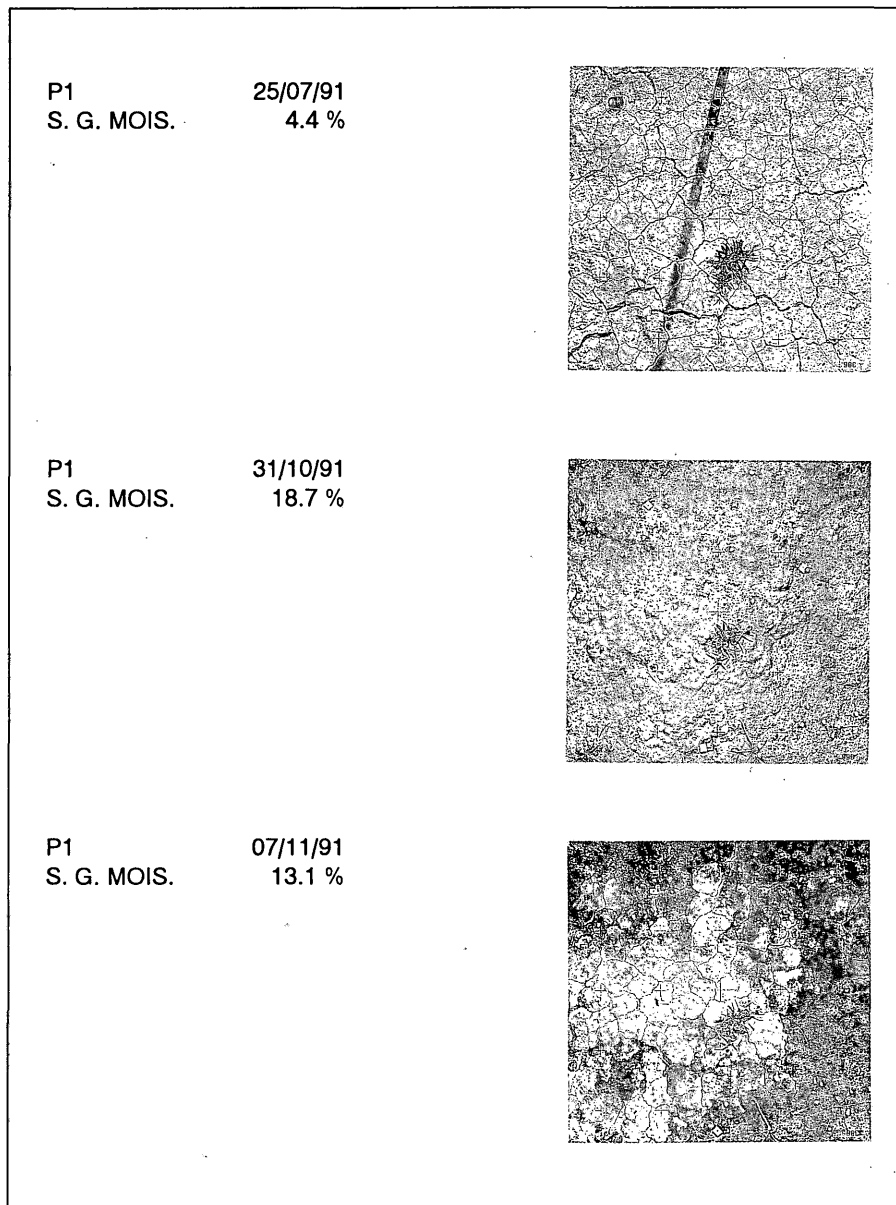 P1 25/07/91
S. G. MOIS. 4.4 %
P1 31/10/91
S. G. MOIS. 18.7 %
P1 07/11/91
S. G. MOIS. 13.1 %